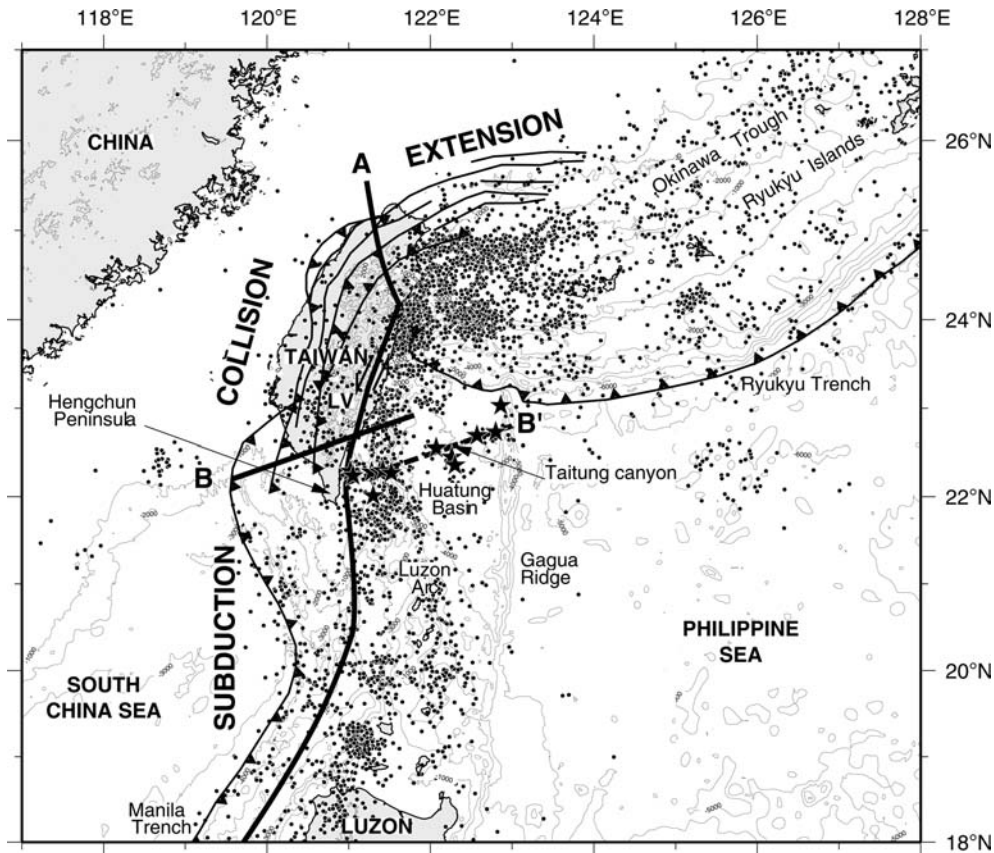 118°E 120°E 122°E 124°E 126°E 128°E
CHINA
A
EXTENSION
Okinawa Trough
Ryukyu Islands
26°N
COLLISION
24°N
TAIWAN
LV
Hengchun
Peninsula
Ryukyu Trench
B
B'
Taitung canyon
Huatung
Basin
22°N
Luzon
Arc
Gagua
Ridge
SUBDUCTION
PHILIPPINE
SEA
SOUTH
CHINA SEA
20°N
Manila
Trench
LUZON
18°N